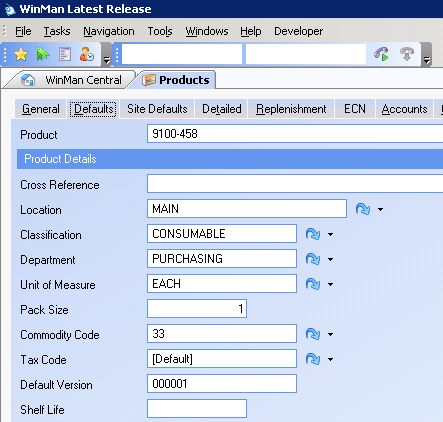 WinMan Latest Release
File Tasks Navigation Tools Windows Help Developer
WinMan Central Products
General Defaults Site Defaults Detailed Replenishment ECN Accounts
Product 9100-458
Product Details
Cross Reference
Location MAIN
Classification CONSUMABLE
Department PURCHASING
Unit of Measure EACH
Pack Size 1
Commodity Code 33
Tax Code [Default]
Default Version 000001
Shelf Life